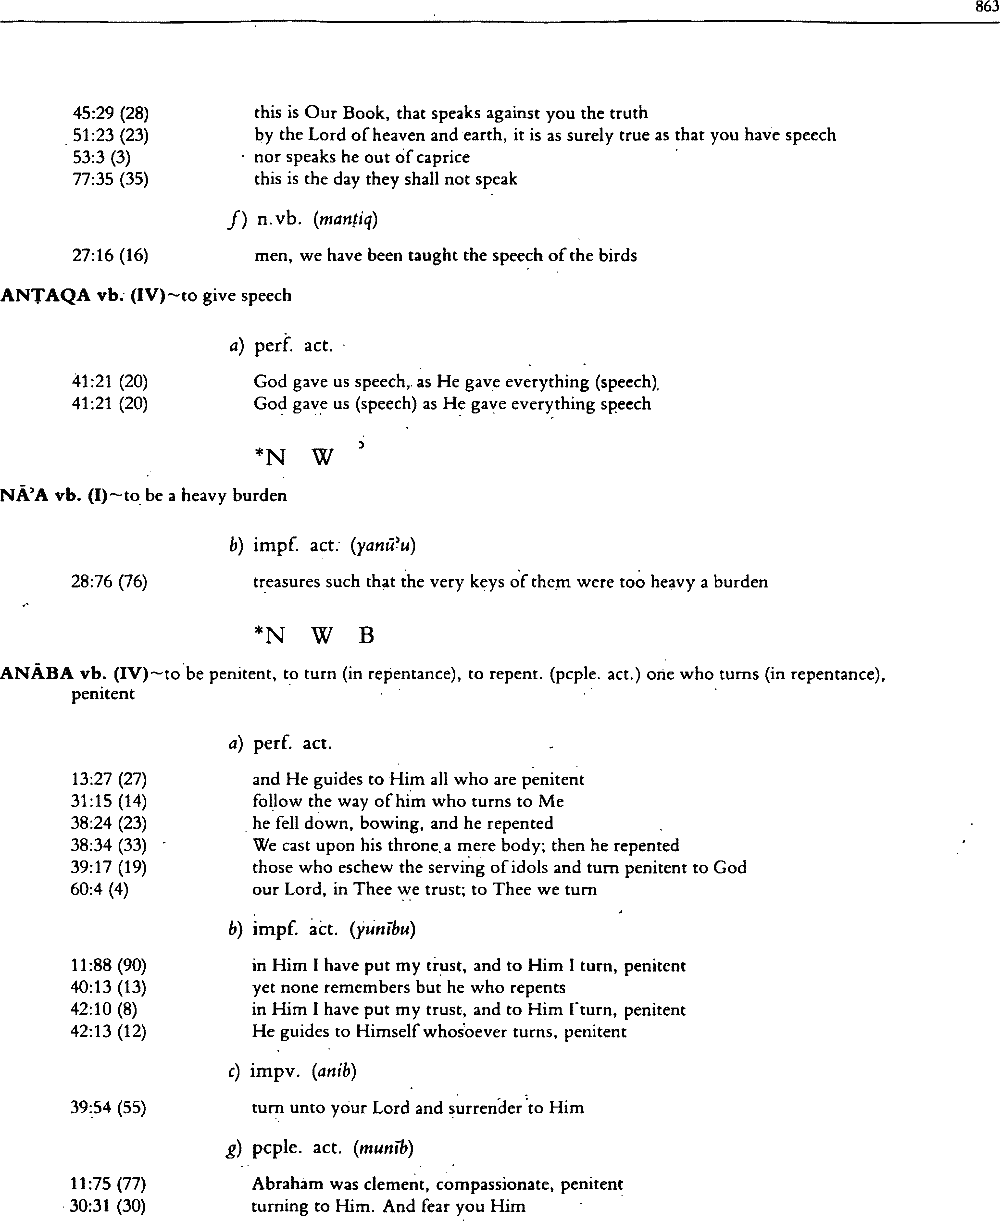 863
45:29 (28) this is Our Book, that speaks against you the truth
51:23 (23) by the Lord of heaven and earth, it is as surely true as that you have speech
53:3 (3) nor speaks he out of caprice
77:35 (35) this is the day they shall not speak
f) n.vb. (manṭiq)
27:16 (16) men, we have been taught the speech of the birds
ANṬAQA vb. (IV)~to give speech
a) perf. act.
41:21 (20) God gave us speech, as He gave everything (speech)
41:21 (20) God gave us (speech) as He gave everything speech
*N W ʾ
NĀʾA vb. (I)~to be a heavy burden
b) impf. act. (yanūʾu)
28:76 (76) treasures such that the very keys of them were too heavy a burden
*N W B
ANĀBA vb. (IV)~to be penitent, to turn (in repentance), to repent. (pcple. act.) one who turns (in repentance),
penitent
a) perf. act.
13:27 (27) and He guides to Him all who are penitent
31:15 (14) follow the way of him who turns to Me
38:24 (23) he fell down, bowing, and he repented
38:34 (33) We cast upon his throne a mere body; then he repented
39:17 (19) those who eschew the serving of idols and turn penitent to God
60:4 (4) our Lord, in Thee we trust; to Thee we turn
b) impf. act. (yunību)
11:88 (90) in Him I have put my trust, and to Him I turn, penitent
40:13 (13) yet none remembers but he who repents
42:10 (8) in Him I have put my trust, and to Him I turn, penitent
42:13 (12) He guides to Himself whosoever turns, penitent
c) impv. (anib)
39:54 (55) turn unto your Lord and surrender to Him
g) pcple. act. (munīb)
11:75 (77) Abraham was clement, compassionate, penitent
30:31 (30) turning to Him. And fear you Him